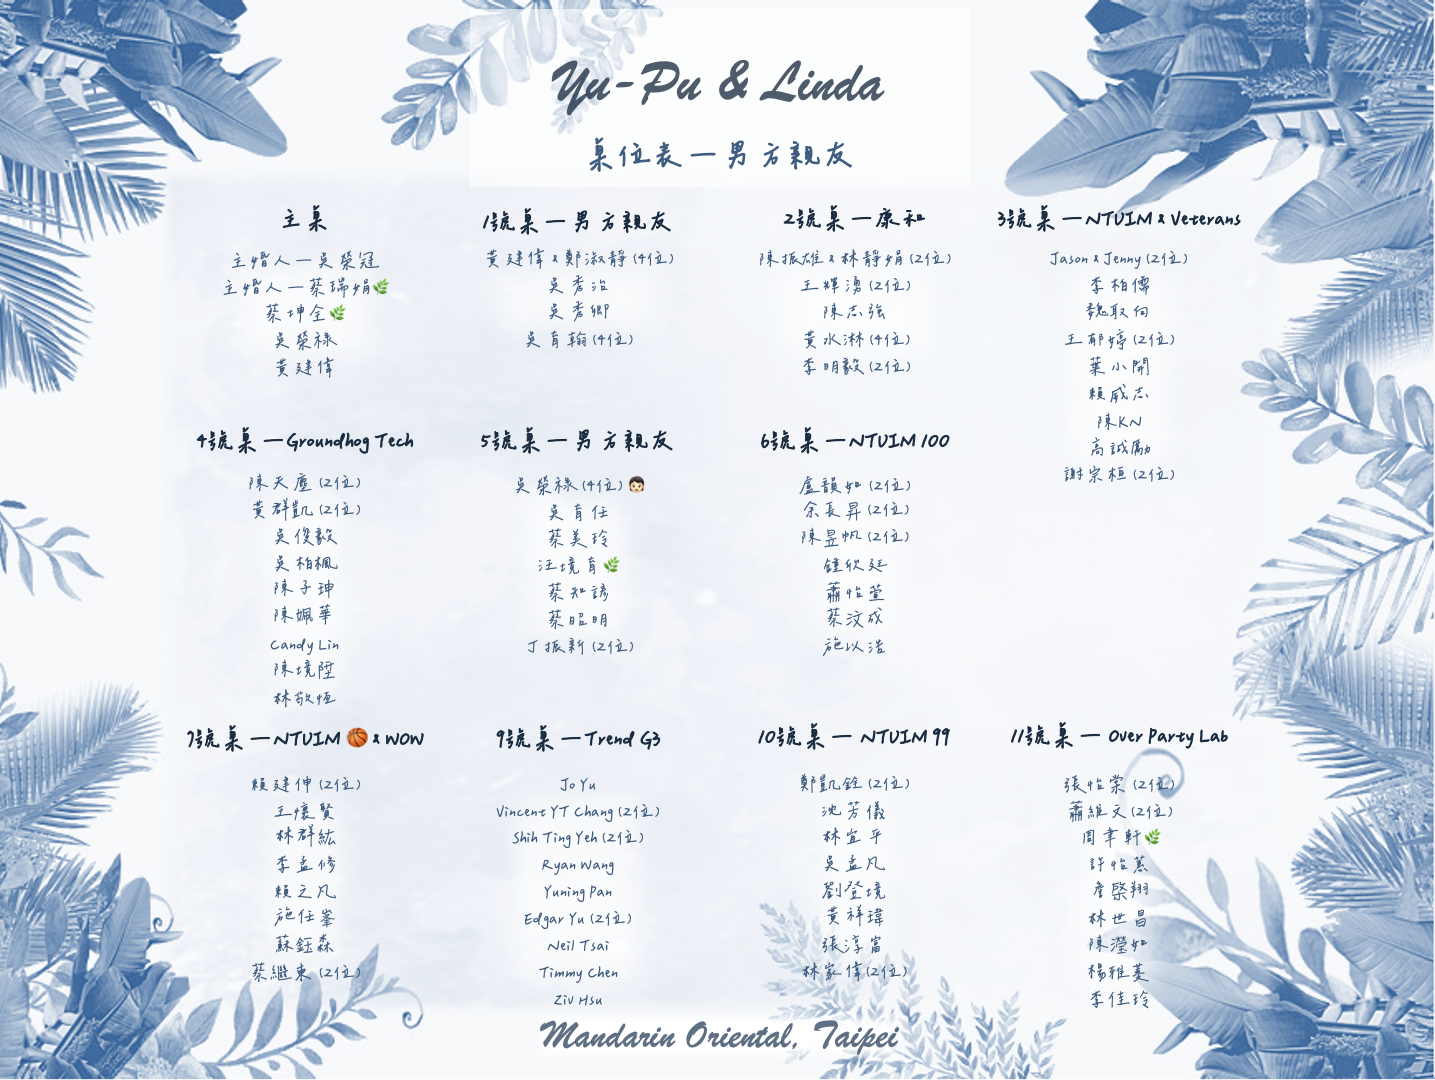 Yu-Pu & Linda
桌位表 — 男方親友
主桌
主婚人 — 吳榮冠
主婚人 — 蔡瑞娟🌿
蔡坤全🌿
吳榮祿
黃建偉
1號桌 — 男方親友
黃建偉 & 鄭淑靜 (4位)
吳秀治
吳秀卿
吳育翰 (4位)
2號桌 — 康和
陳振雄 & 林靜娟 (2位)
王輝湧 (2位)
陳志強
黃水淋 (4位)
李明毅 (2位)
3號桌 — NTUIM & Veterans
Jason & Jenny (2位)
李柏儒
魏取向
王郁婷 (2位)
葉小開
賴威志
陳KN
高誠勵
謝宗桓 (2位)
4號桌 — Groundhog Tech
陳天塵 (2位)
黃群凱 (2位)
吳俊毅
吳柏楓
陳子珅
陳姵華
Candy Lin
陳境陞
林敬恆
5號桌 — 男方親友
吳榮祿 (4位) 👦🏻
吳育任
蔡美玲
汪境育🌿
蔡知諺
蔡昭明
丁振新 (2位)
6號桌 — NTUIM 100
盧韻如 (2位)
余長昇 (2位)
陳昱帆 (2位)
鍾欣廷
蕭怡萱
蔡汶成
施以浩
7號桌 — NTUIM 🏀 & WOW
賴建伸 (2位)
王懷賢
林群紘
李孟修
賴之凡
施任峯
蘇鈺森
蔡繼東 (2位)
9號桌 — Trend G3
Jo Yu
Vincent YT Chang (2位)
Shih Ting Yeh (2位)
Ryan Wang
Yuning Pan
Edgar Yu (2位)
Neil Tsai
Timmy Chen
Ziv Hsu
10號桌 — NTUIM 99
鄭凱銓 (2位)
沈芳儀
林宜平
吳孟凡
劉登境
黃祥瑋
張淳富
林家偉(2位)
11號桌 — Over Party Lab
張怡棠 (2位)
蕭維文 (2位)
周聿軒🌿
許怡蕙
詹棨翔
林世昌
陳瀅如
楊雅菱
李佳玲
Mandarin Oriental, Taipei